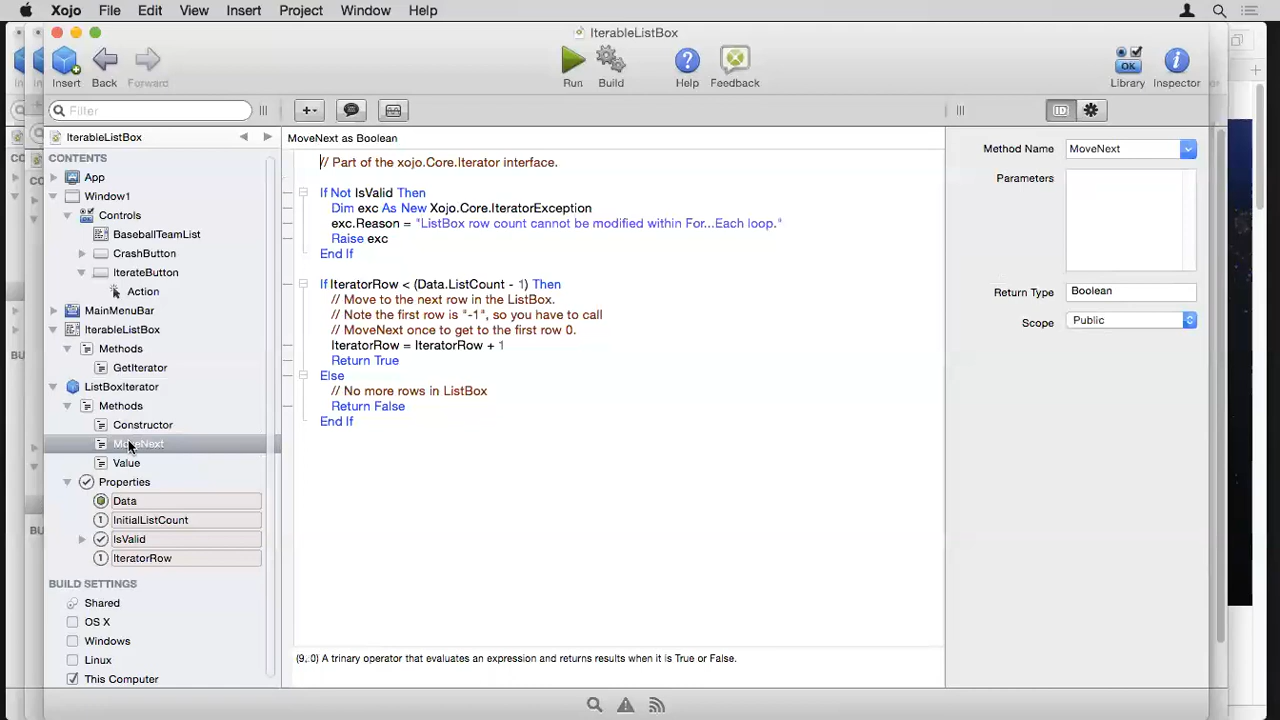 Xojo File Edit View Insert Project Window Help
IterableListBox
Insert Back Forward Run Build Help Feedback OK Library Inspector
Filter
ID
IterableListBox
MoveNext as Boolean
CONTENTS
App
Window1
Controls
BaseballTeamList
CrashButton
IterateButton
Action
MainMenuBar
IterableListBox
Methods
GetIterator
ListBoxIterator
Methods
Constructor
MoveNext
Value
Properties
Data
InitialListCount
IsValid
IteratorRow
BUILD SETTINGS
Shared
OS X
Windows
Linux
This Computer
// Part of the xojo.Core.Iterator interface.
If Not IsValid Then
Dim exc As New Xojo.Core.IteratorException
exc.Reason = "ListBox row count cannot be modified within For...Each loop."
Raise exc
End If
If IteratorRow < (Data.ListCount - 1) Then
// Move to the next row in the ListBox.
// Note the first row is "-1", so you have to call
// MoveNext once to get to the first row 0.
IteratorRow = IteratorRow + 1
Return True
Else
// No more rows in ListBox
Return False
End If
(9, 0) A trinary operator that evaluates an expression and returns results when it is True or False.
Method Name MoveNext
Parameters
Return Type Boolean
Scope Public